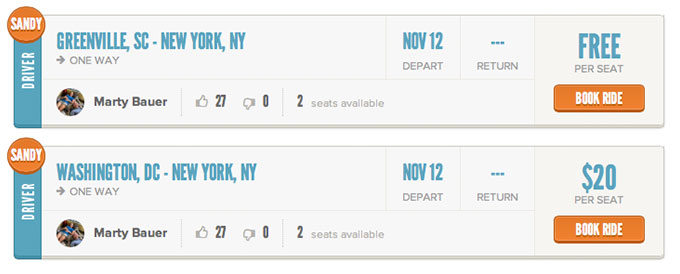 SANDY
DRIVER
GREENVILLE, SC - NEW YORK, NY
ONE WAY
NOV 12
DEPART
---
RETURN
FREE
PER SEAT
Marty Bauer 27 0 2 seats available
BOOK RIDE
SANDY
DRIVER
WASHINGTON, DC - NEW YORK, NY
ONE WAY
NOV 12
DEPART
---
RETURN
$20
PER SEAT
Marty Bauer 27 0 2 seats available
BOOK RIDE